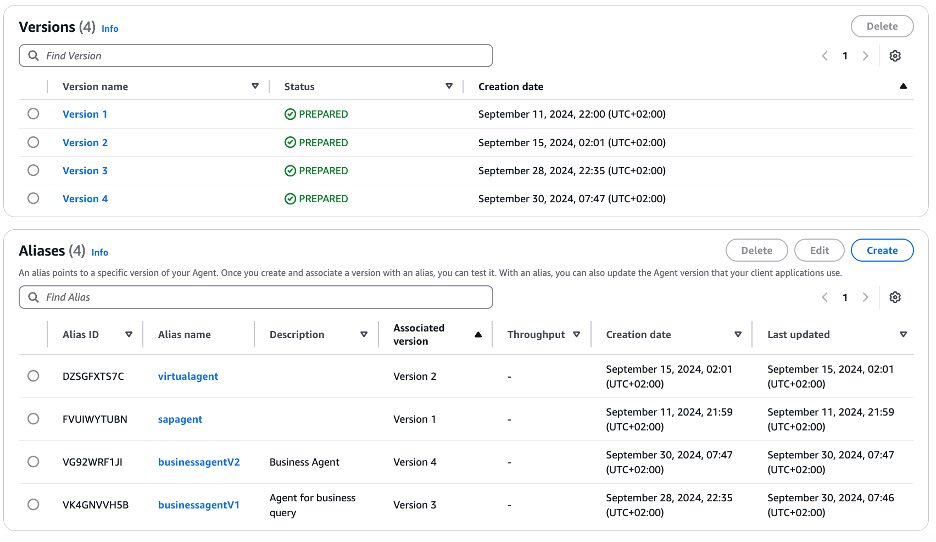 Versions (4) Info
Delete
Find Version
1
Version name Status Creation date
Version 1 PREPARED September 11, 2024, 22:00 (UTC+02:00)
Version 2 PREPARED September 15, 2024, 02:01 (UTC+02:00)
Version 3 PREPARED September 28, 2024, 22:35 (UTC+02:00)
Version 4 PREPARED September 30, 2024, 07:47 (UTC+02:00)
Aliases (4) Info
Delete Edit Create
An alias points to a specific version of your Agent. Once you create and associate a version with an alias, you can test it. With an alias, you can also update the Agent version that your client applications use.
Find Alias
1
Alias ID Alias name Description Associated version Throughput Creation date Last updated
DZSGFXTS7C virtualagent Version 2 - September 15, 2024, 02:01 (UTC+02:00) September 15, 2024, 02:01 (UTC+02:00)
FVUIWYTUBN sapagent Version 1 - September 11, 2024, 21:59 (UTC+02:00) September 11, 2024, 21:59 (UTC+02:00)
VG92WRF1JI businessagentV2 Business Agent Version 4 - September 30, 2024, 07:47 (UTC+02:00) September 30, 2024, 07:47 (UTC+02:00)
VK4GNVVH5B businessagentV1 Agent for business query Version 3 - September 28, 2024, 22:35 (UTC+02:00) September 30, 2024, 07:46 (UTC+02:00)